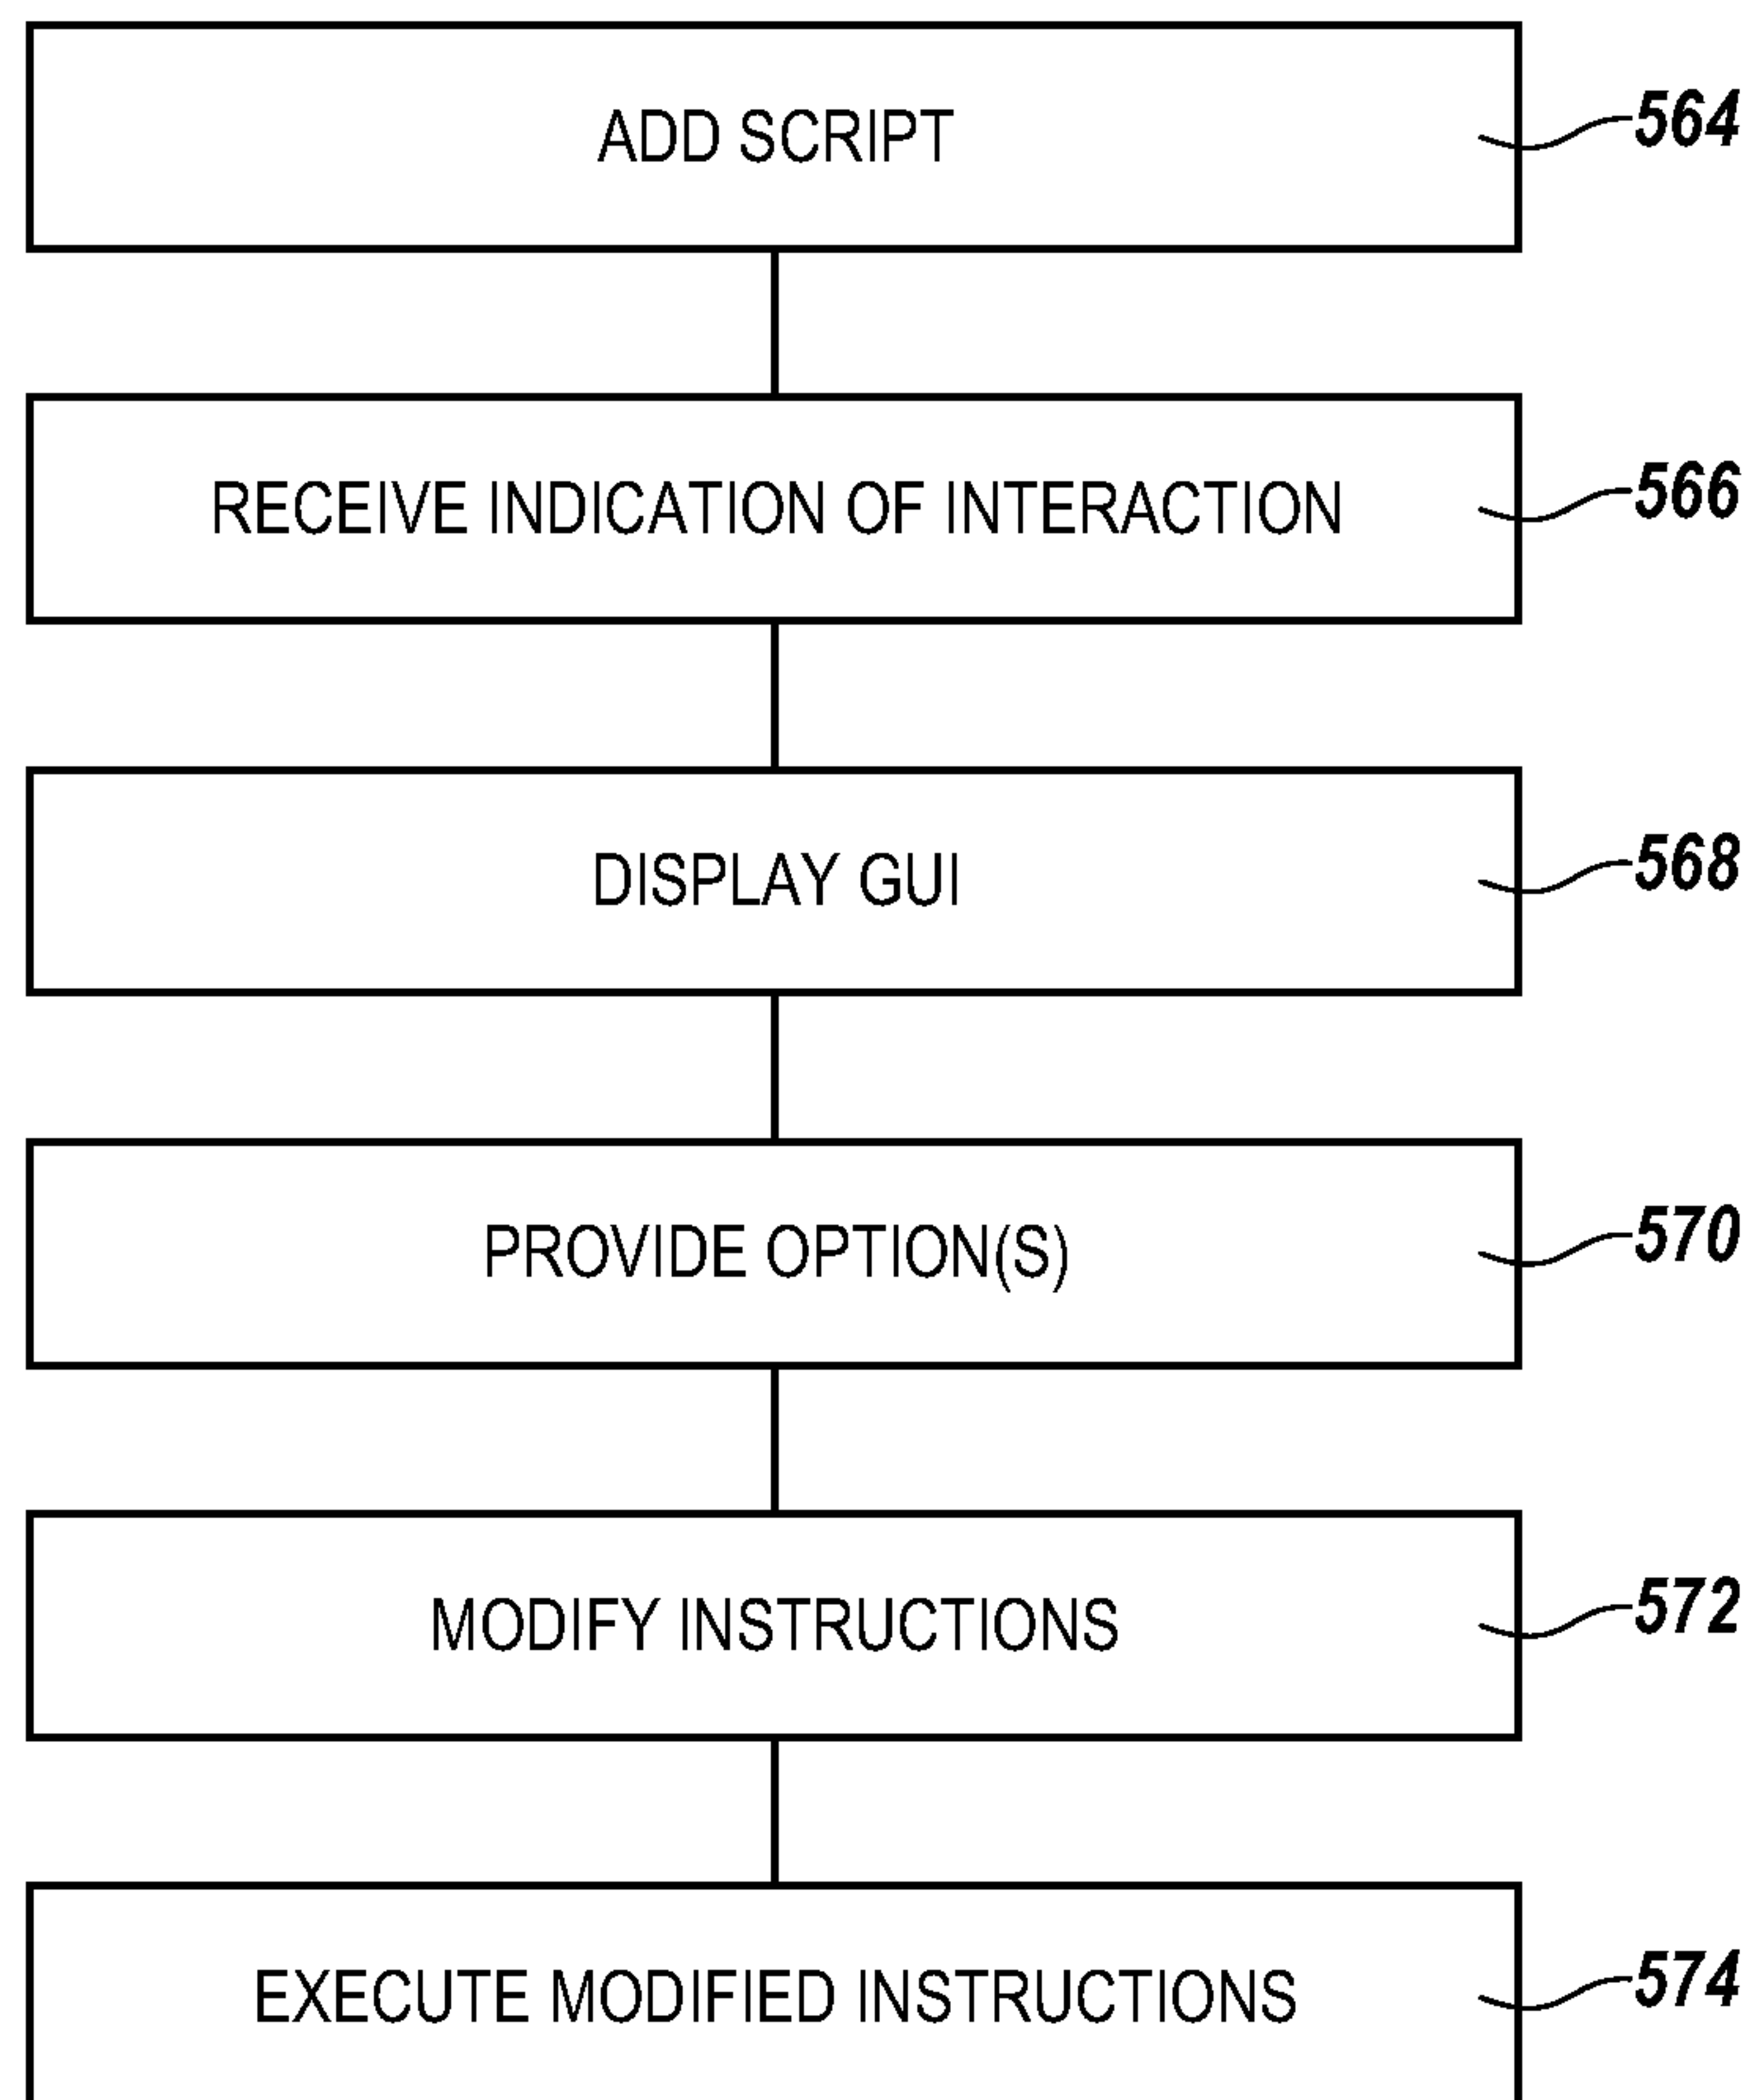 ADD SCRIPT
564
RECEIVE INDICATION OF INTERACTION
566
DISPLAY GUI
568
PROVIDE OPTION(S)
570
MODIFY INSTRUCTIONS
572
EXECUTE MODIFIED INSTRUCTIONS
574